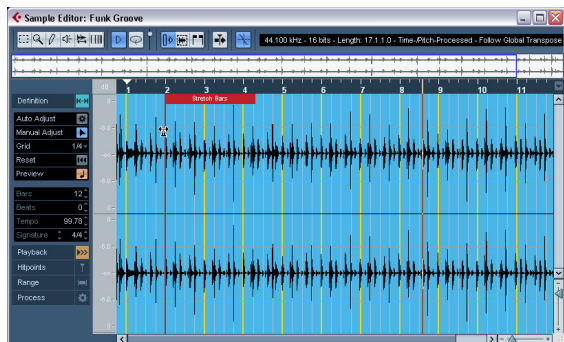 Sample Editor: Funk Groove
44.100 kHz - 16 bits - Length: 17.1.1.0 - Time-/Pitch-Processed - Follow Global Transpose
dB 1 2 3 4 5 6 7 8 9 10 11
Definition
Stretch Bars
Auto Adjust
Manual Adjust
Grid 1/4
Reset
Preview
Bars 12
Beats 0
Tempo 99.78
Signature 4/4
Playback
Hitpoints
Range
Process